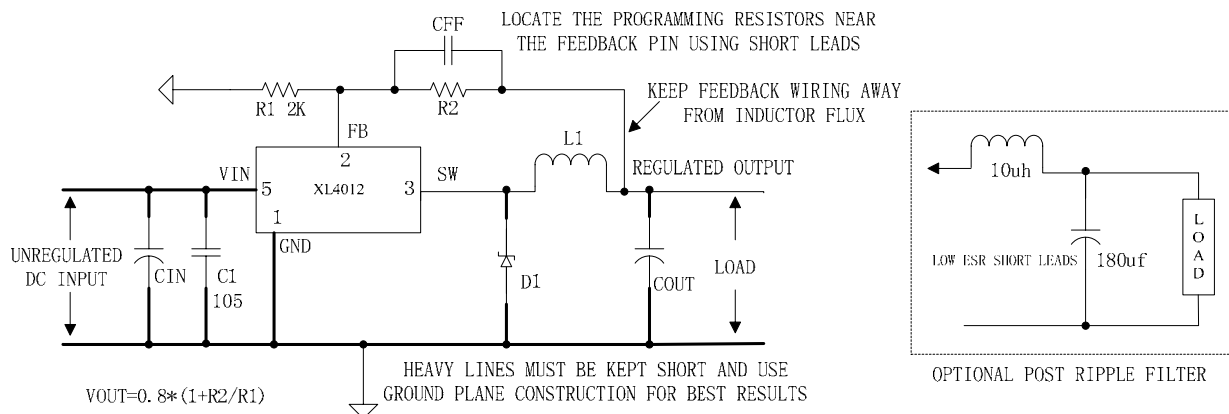 CFF
LOCATE THE PROGRAMMING RESISTORS NEAR
THE FEEDBACK PIN USING SHORT LEADS
R1 2K
R2
KEEP FEEDBACK WIRING AWAY
FROM INDUCTOR FLUX
FB
L1
VIN
2
SW
REGULATED OUTPUT
5
XL4012
3
1
GND
UNREGULATED
DC INPUT
CIN
C1
105
D1
COUT
LOAD
HEAVY LINES MUST BE KEPT SHORT AND USE
GROUND PLANE CONSTRUCTION FOR BEST RESULTS
VOUT=0.8*(1+R2/R1)
10uh
LOW ESR SHORT LEADS
180uf
LOAD
OPTIONAL POST RIPPLE FILTER